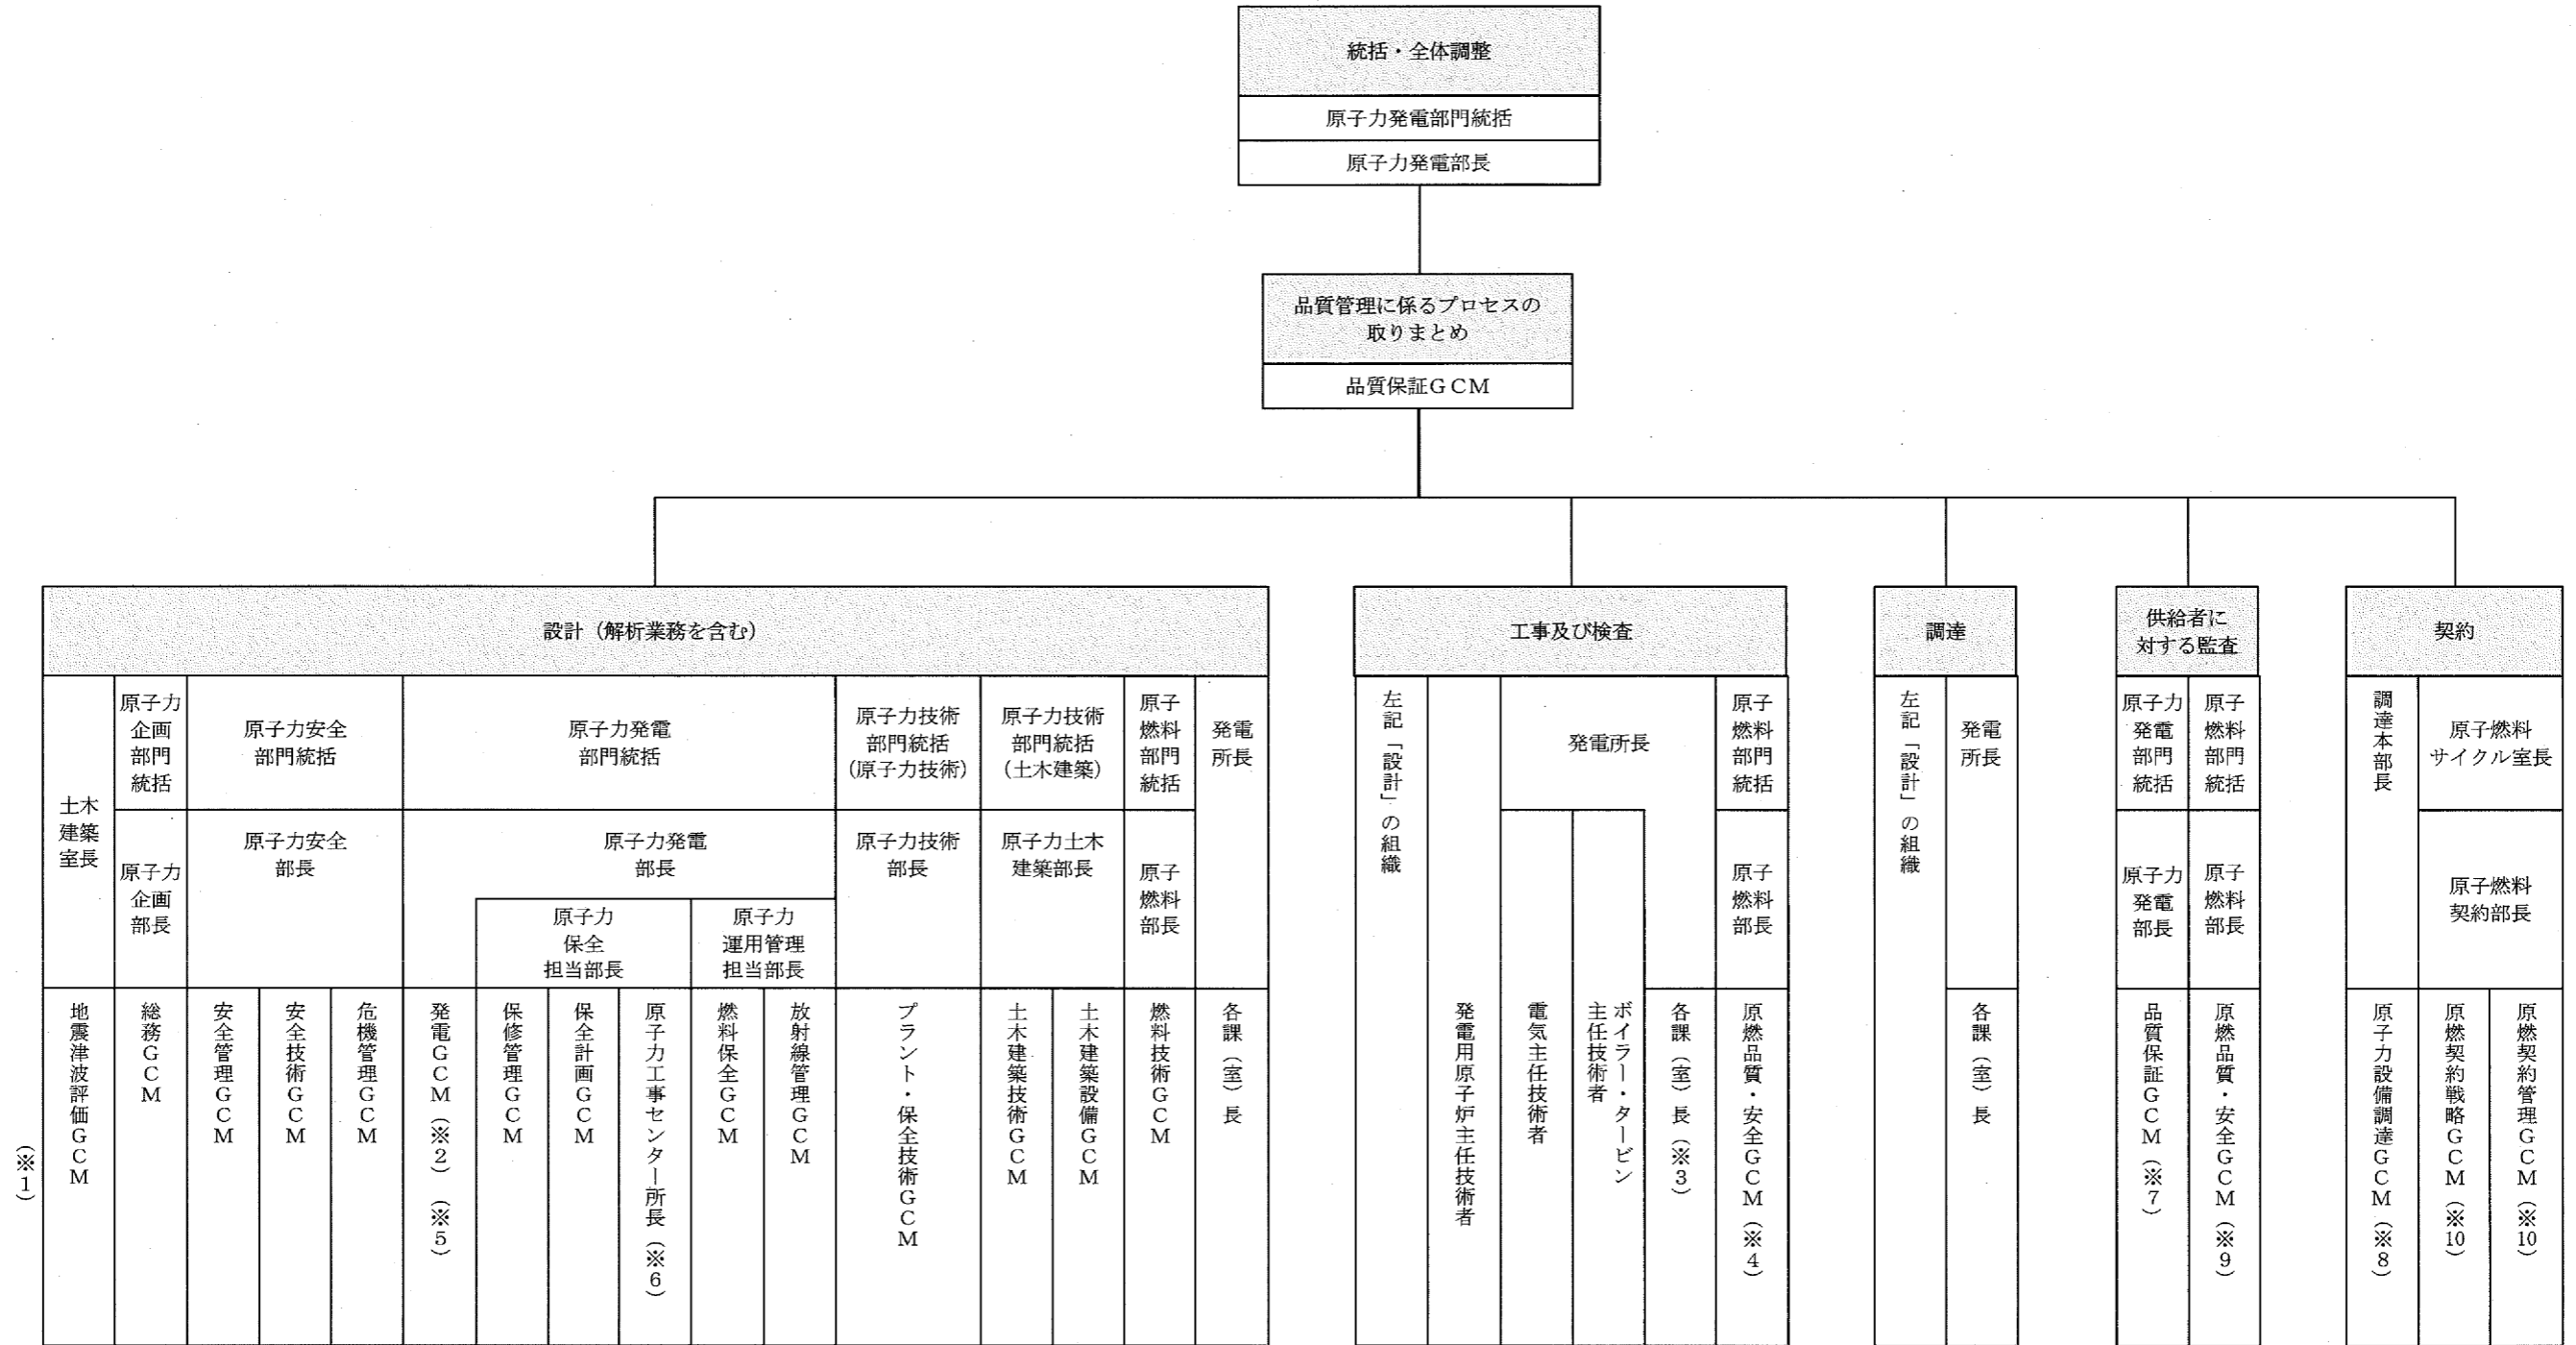 統括・全体調整
原子力発電部門統括
原子力発電部長
品質管理に係るプロセスの
取りまとめ
品質保証GCM
設計（解析業務を含む）
土木
建築
室長
原子力
企画
部門
統括
原子力安全
部門統括
原子力発電
部門統括
原子力技術
部門統括
（原子力技術）
原子力技術
部門統括
（土木建築）
原子
燃料
部門
統括
発電
所長
原子力
企画
部長
原子力安全
部長
原子力発電
部長
原子力
保全
担当部長
原子力
運用管理
担当部長
原子力技術
部長
原子力土木
建築部長
原子
燃料
部長
地震津波評価GCM
（※1）
総務GCM
安全管理GCM
安全技術GCM
危機管理GCM
発電GCM（※2）（※5）
保修管理GCM
保全計画GCM
原子力工事センター所長（※6）
燃料保全GCM
放射線管理GCM
プラント・保全技術GCM
土木建築技術GCM
土木建築設備GCM
燃料技術GCM
各課（室）長
工事及び検査
左記「設計」の組織
発電用原子炉主任技術者
発電所長
電気主任技術者
ボイラー・タービン
主任技術者
各課（室）長（※3）
原子
燃料
部門
統括
原子
燃料
部長
原燃品質・安全GCM（※4）
調達
左記「設計」の組織
発電
所長
各課（室）長
供給者に
対する監査
原子力
発電
部門
統括
原子
燃料
部門
統括
原子力
発電
部長
原子
燃料
部長
品質保証GCM（※7）
原燃品質・安全GCM（※9）
契約
調達本部長
原子燃料
サイクル室長
原子燃料
契約部長
原子力設備調達GCM（※8）
原燃契約戦略GCM（※10）
原燃契約管理GCM（※10）